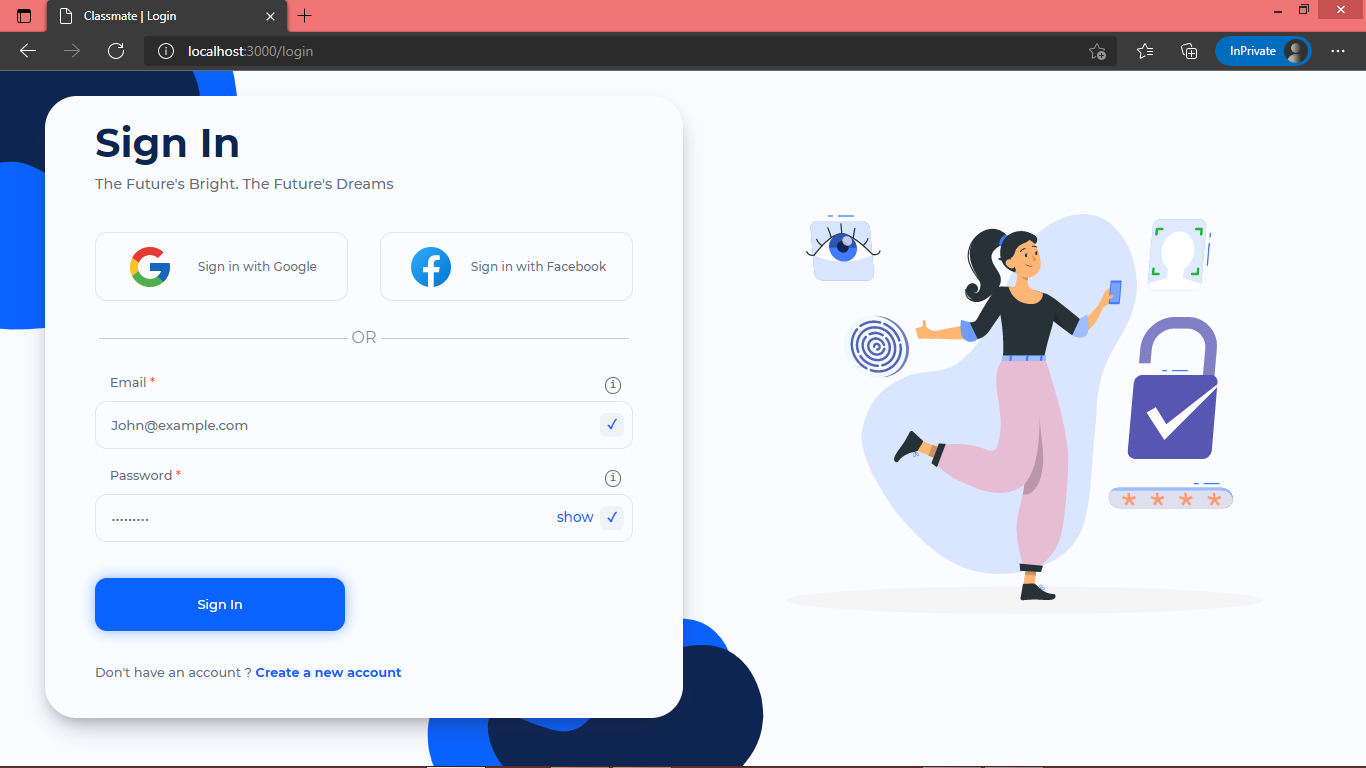 Classmate | Login
localhost:3000/login
InPrivate
Sign In
The Future's Bright. The Future's Dreams
Sign in with Google
Sign in with Facebook
OR
Email *
John@example.com
Password *
show
Sign In
Don't have an account ? Create a new account